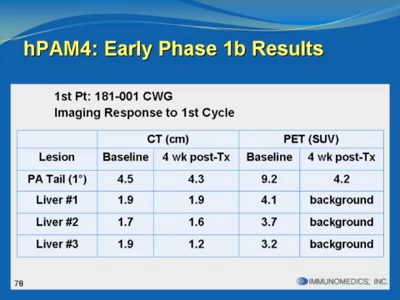 hPAM4: Early Phase 1b Results
1st Pt: 181-001 CWG
Imaging Response to 1st Cycle
CT (cm) PET (SUV)
Lesion Baseline 4 wk post-Tx Baseline 4 wk post-Tx
PA Tail (1°) 4.5 4.3 9.2 4.2
Liver #1 1.9 1.9 4.1 background
Liver #2 1.7 1.6 3.7 background
Liver #3 1.9 1.2 3.2 background
78 IMMUNOMEDICS, INC.